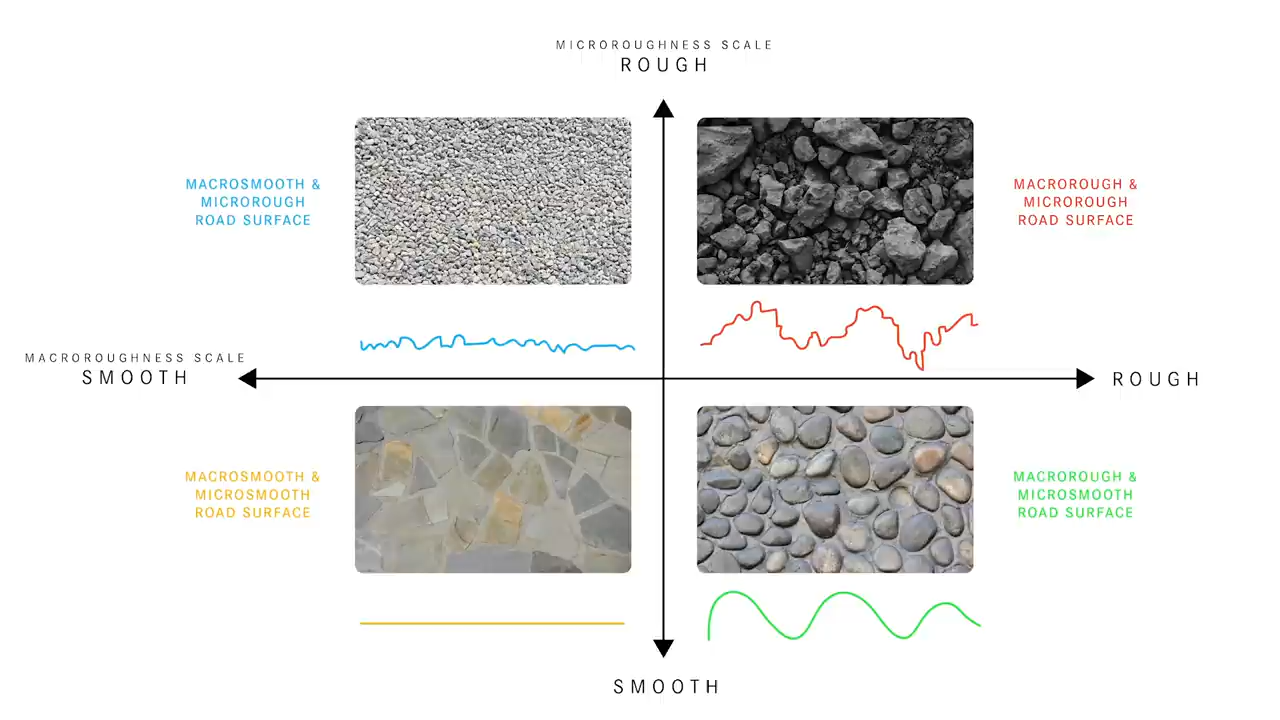 MICROROUGHNESS SCALE
ROUGH
MACROSMOOTH &
MICROROUGH
ROAD SURFACE
MACROROUGH &
MICROROUGH
ROAD SURFACE
MACROROUGHNESS SCALE
SMOOTH
ROUGH
MACROSMOOTH &
MICROSMOOTH
ROAD SURFACE
MACROROUGH &
MICROSMOOTH
ROAD SURFACE
SMOOTH